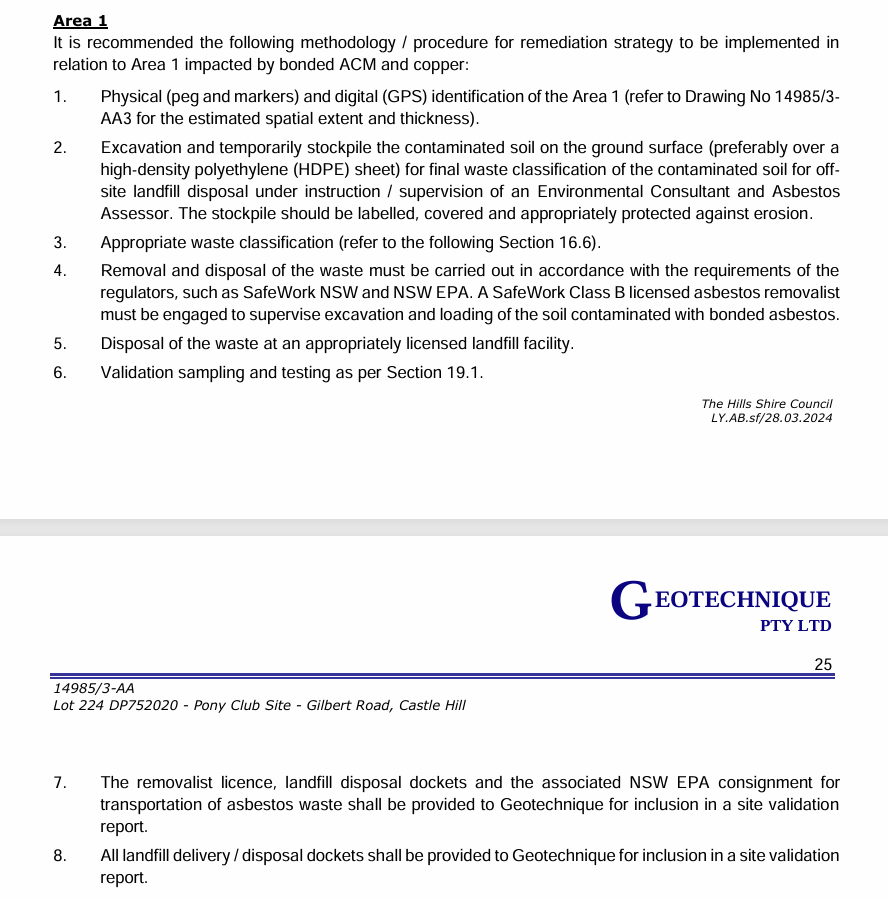 Area 1
It is recommended the following methodology / procedure for remediation strategy to be implemented in
relation to Area 1 impacted by bonded ACM and copper:
1. Physical (peg and markers) and digital (GPS) identification of the Area 1 (refer to Drawing No 14985/3-
AA3 for the estimated spatial extent and thickness).
2. Excavation and temporarily stockpile the contaminated soil on the ground surface (preferably over a
high-density polyethylene (HDPE) sheet) for final waste classification of the contaminated soil for off-
site landfill disposal under instruction / supervision of an Environmental Consultant and Asbestos
Assessor. The stockpile should be labelled, covered and appropriately protected against erosion.
3. Appropriate waste classification (refer to the following Section 16.6).
4. Removal and disposal of the waste must be carried out in accordance with the requirements of the
regulators, such as SafeWork NSW and NSW EPA. A SafeWork Class B licensed asbestos removalist
must be engaged to supervise excavation and loading of the soil contaminated with bonded asbestos.
5. Disposal of the waste at an appropriately licensed landfill facility.
6. Validation sampling and testing as per Section 19.1.
The Hills Shire Council
LY.AB.sf/28.03.2024
GEOTECHNIQUE
PTY LTD
25
14985/3-AA
Lot 224 DP752020 - Pony Club Site - Gilbert Road, Castle Hill
7. The removalist licence, landfill disposal dockets and the associated NSW EPA consignment for
transportation of asbestos waste shall be provided to Geotechnique for inclusion in a site validation
report.
8. All landfill delivery / disposal dockets shall be provided to Geotechnique for inclusion in a site validation
report.